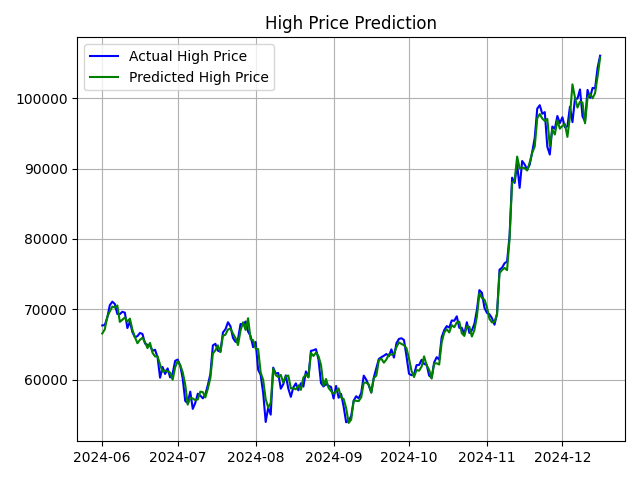 High Price Prediction
Actual High Price
Predicted High Price
100000
90000
80000
70000
60000
2024-06 2024-07 2024-08 2024-09 2024-10 2024-11 2024-12